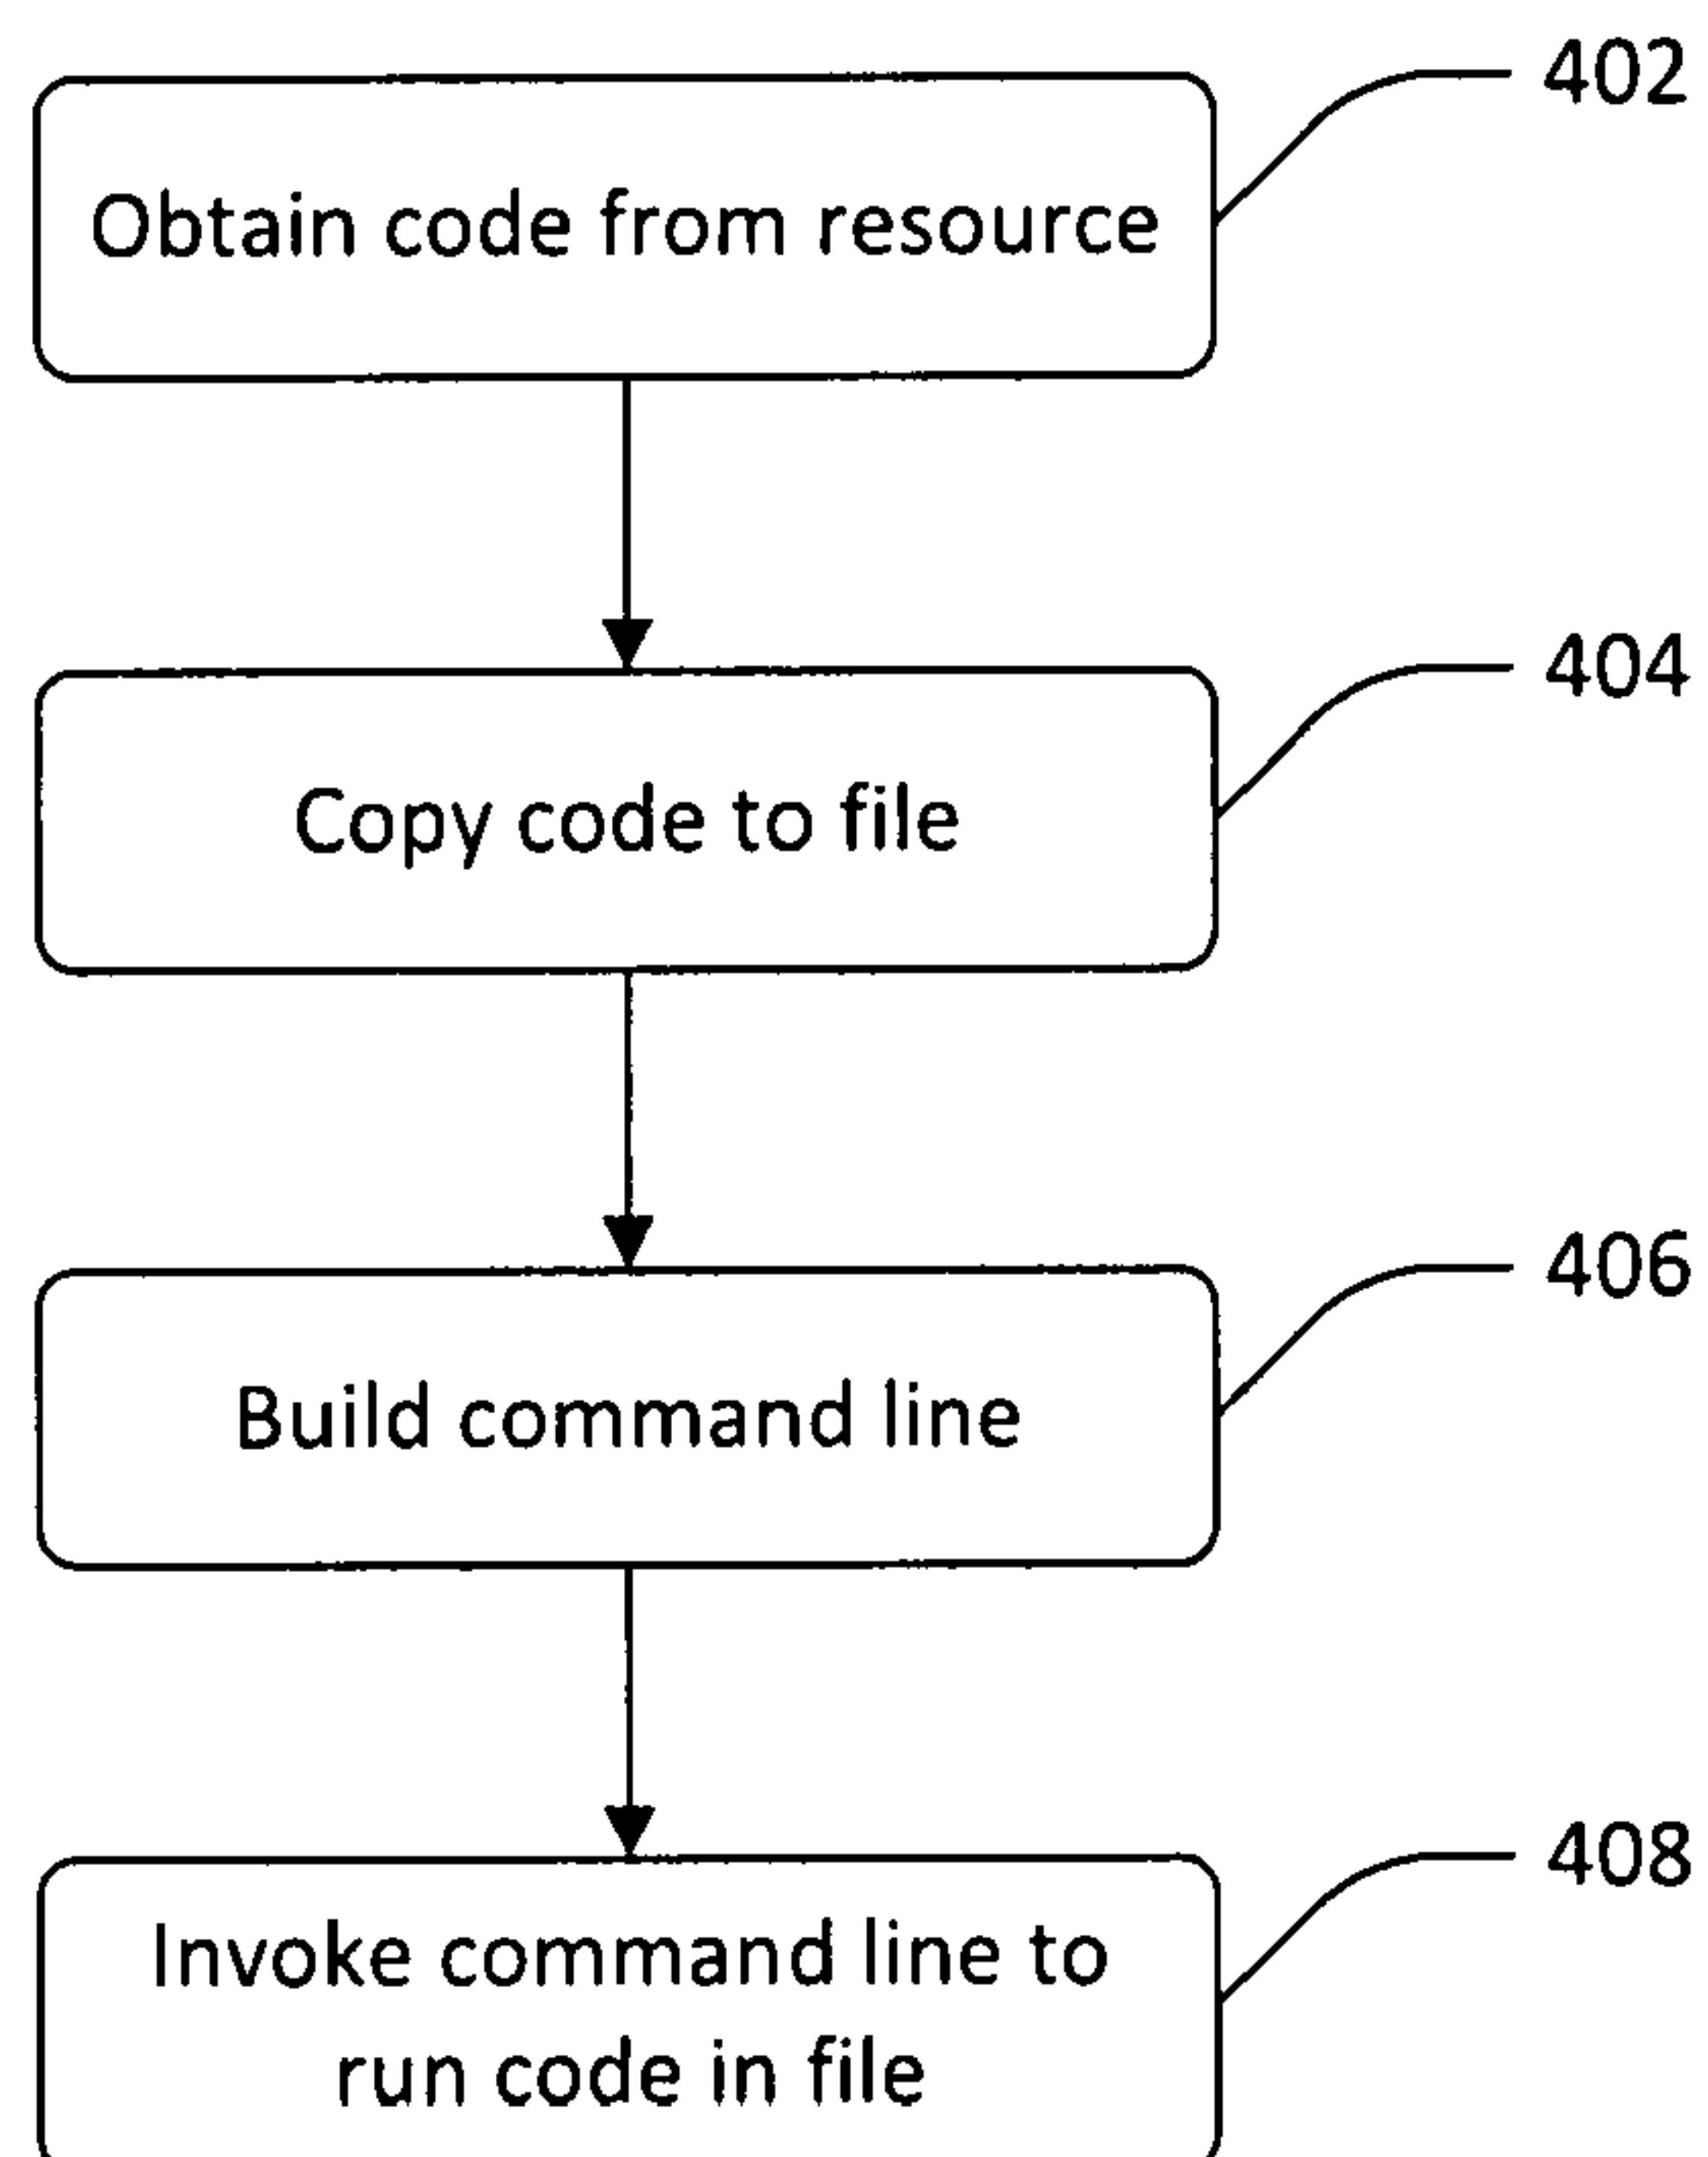 402
Obtain code from resource
404
Copy code to file
406
Build command line
408
Invoke command line to
run code in file